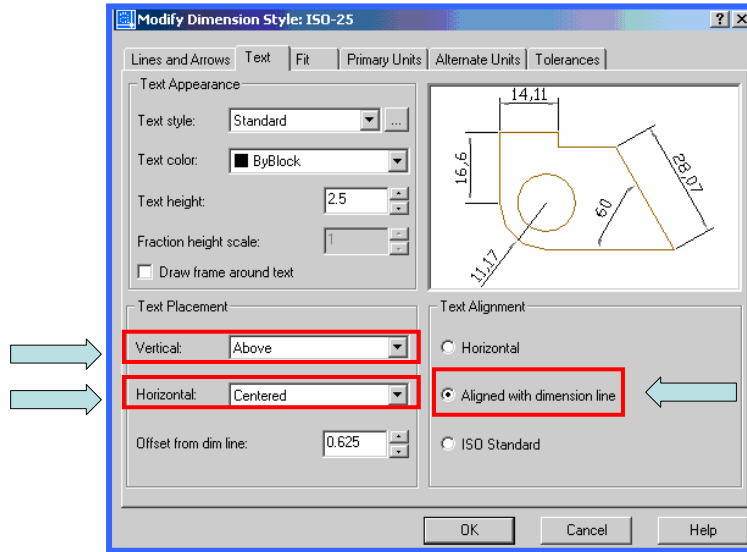 Modify Dimension Style: ISO-25
Lines and Arrows Text Fit Primary Units Alternate Units Tolerances
Text Appearance
Text style: Standard ...
Text color: ByBlock
Text height: 2.5
Fraction height scale: 1
Draw frame around text
14,11
16,6
28,07
60
11,17
Text Placement
Vertical: Above
Horizontal: Centered
Offset from dim line: 0.625
Text Alignment
Horizontal
Aligned with dimension line
ISO Standard
OK Cancel Help